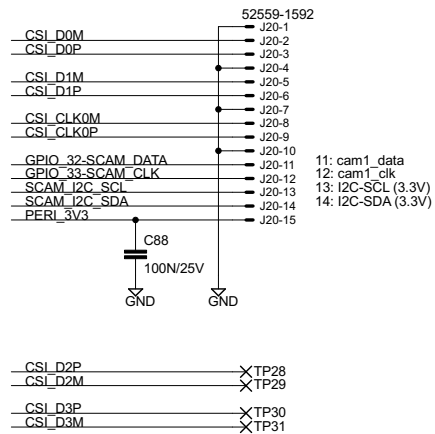 52559-1592
J20-1
CSI_D0M J20-2
CSI_D0P J20-3
J20-4
CSI_D1M J20-5
CSI_D1P J20-6
J20-7
CSI_CLK0M J20-8
CSI_CLK0P J20-9
J20-10
GPIO_32-SCAM_DATA J20-11 11: cam1_data
GPIO_33-SCAM_CLK J20-12 12: cam1_clk
SCAM_I2C_SCL J20-13 13: I2C-SCL (3.3V)
SCAM_I2C_SDA J20-14 14: I2C-SDA (3.3V)
PERI_3V3 J20-15
C88
100N/25V
GND GND
CSI_D2P TP28
CSI_D2M TP29
CSI_D3P TP30
CSI_D3M TP31